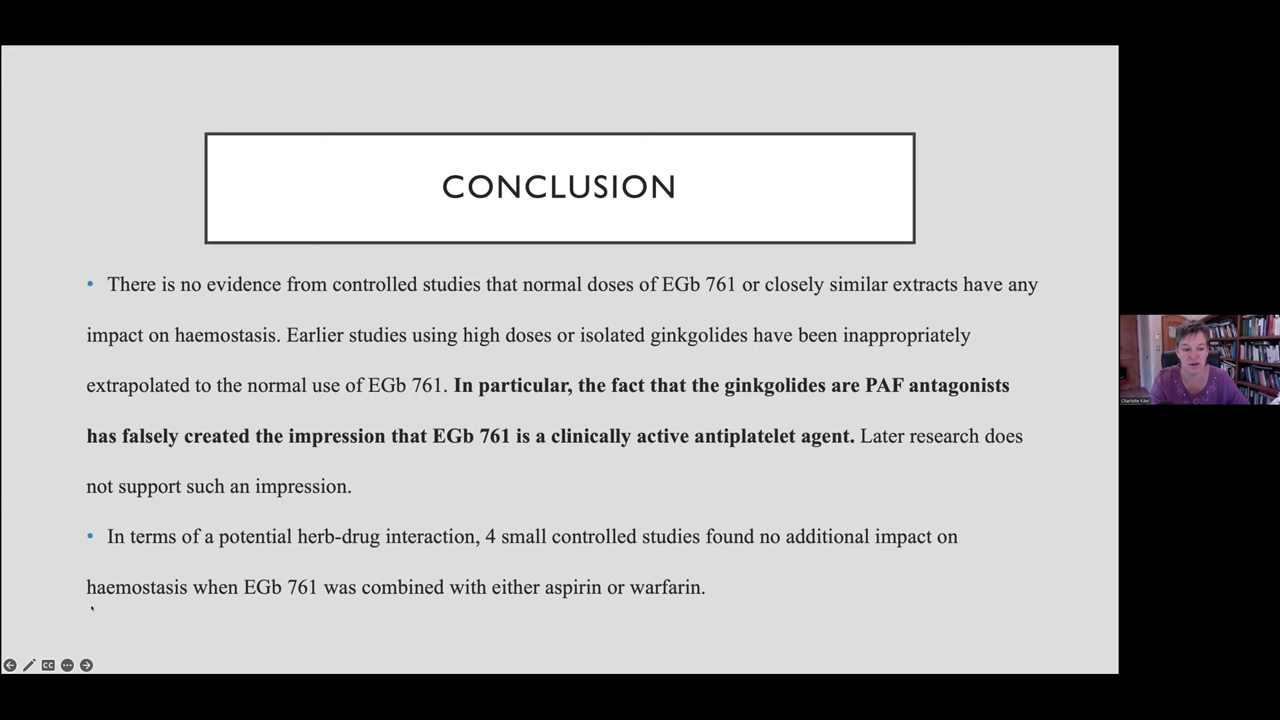 CONCLUSION
• There is no evidence from controlled studies that normal doses of EGb 761 or closely similar extracts have any
impact on haemostasis. Earlier studies using high doses or isolated ginkgolides have been inappropriately
extrapolated to the normal use of EGb 761. In particular, the fact that the ginkgolides are PAF antagonists
has falsely created the impression that EGb 761 is a clinically active antiplatelet agent. Later research does
not support such an impression.
• In terms of a potential herb-drug interaction, 4 small controlled studies found no additional impact on
haemostasis when EGb 761 was combined with either aspirin or warfarin.
CC
Charlotte Kikel